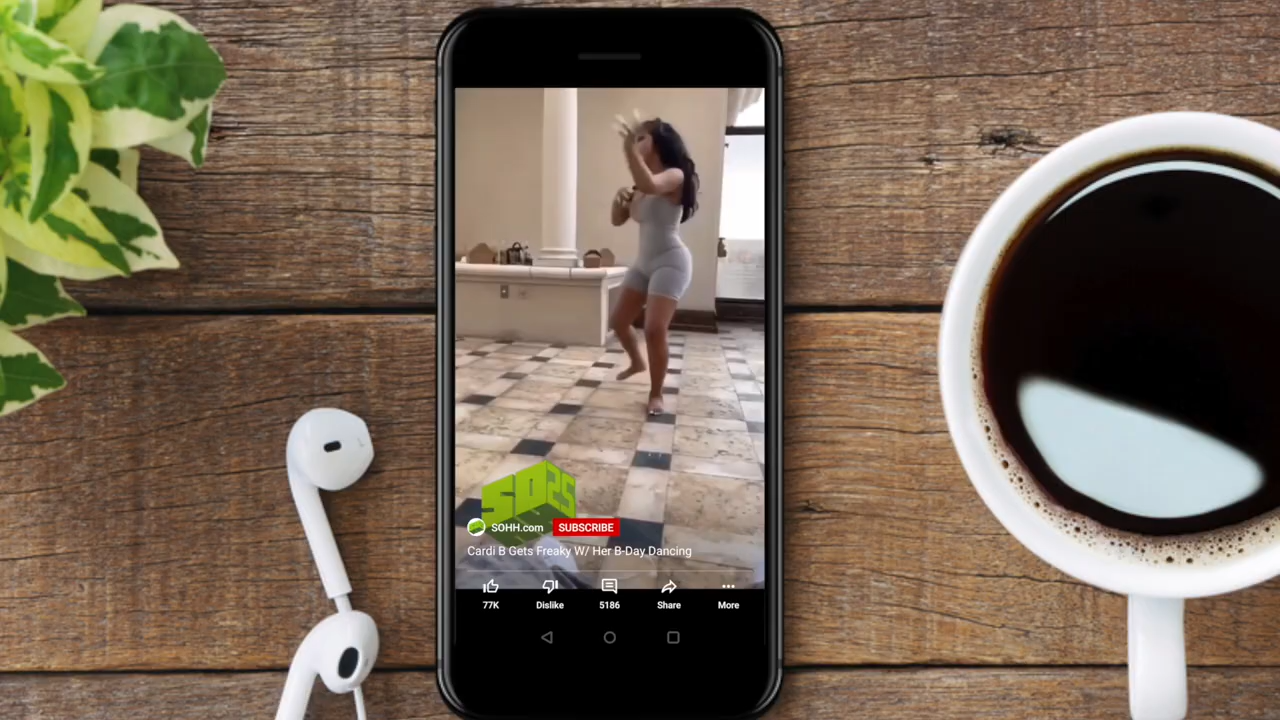 SOHH.com SUBSCRIBE
Cardi B Gets Freaky W/ Her B-Day Dancing
77K Dislike 5186 Share More